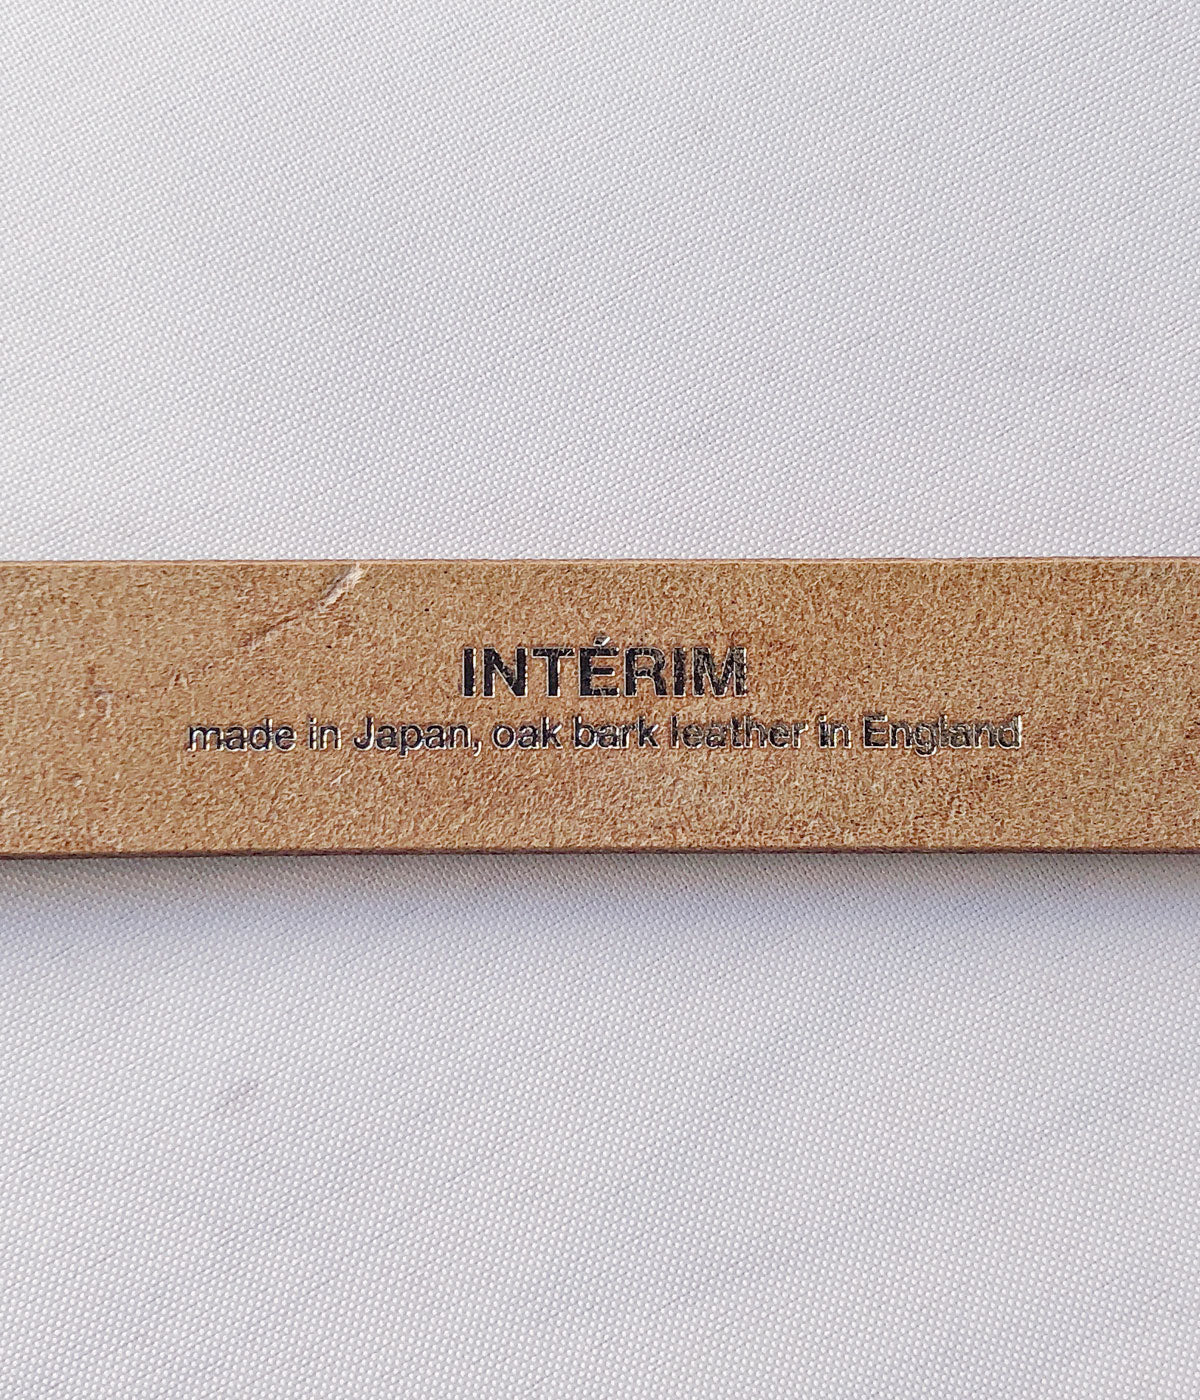 INTÉRIM
made in Japan, oak bark leather in England